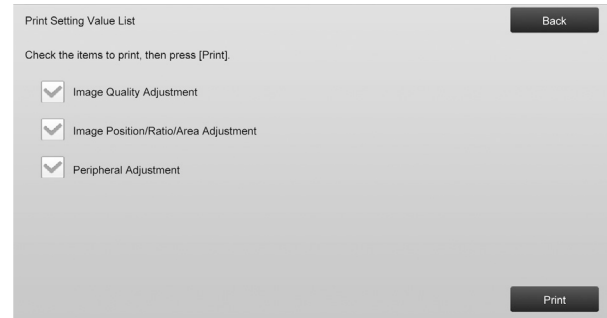 Print Setting Value List
Back
Check the items to print, then press [Print].
Image Quality Adjustment
Image Position/Ratio/Area Adjustment
Peripheral Adjustment
Print